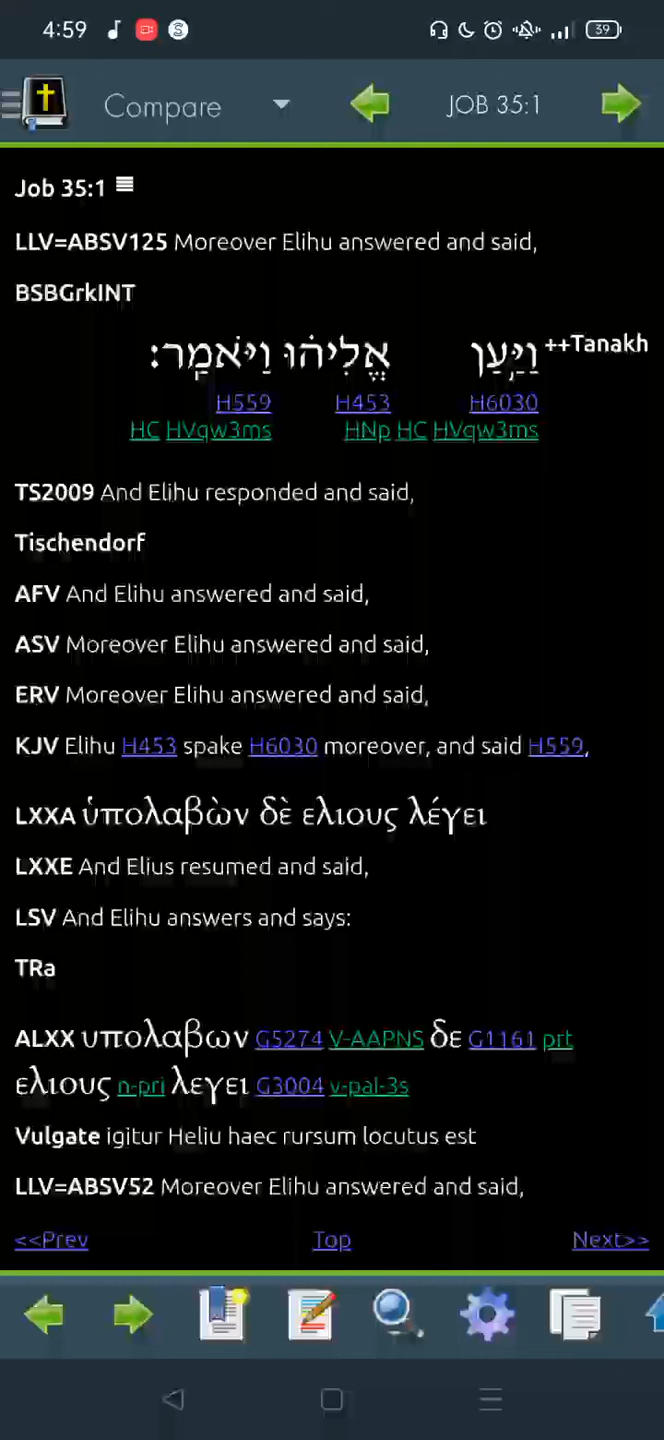 4:59
39
Compare
JOB 35:1
Job 35:1
LLV=ABSV125 Moreover Elihu answered and said,
BSBGrkINT
++Tanakh וַיַּ֥עַן אֱלִיה֗וּ וַיֹּאמַֽר׃
H559 H453 H6030
HC HVqw3ms HNp HC HVqw3ms
TS2009 And Elihu responded and said,
Tischendorf
AFV And Elihu answered and said,
ASV Moreover Elihu answered and said,
ERV Moreover Elihu answered and said,
KJV Elihu H453 spake H6030 moreover, and said H559,
LXXA ὑπολαβὼν δὲ ελιους λέγει
LXXE And Elius resumed and said,
LSV And Elihu answers and says:
TRa
ALXX υπολαβων G5274 V-AAPNS δε G1161 prt
ελιους n-pri λεγει G3004 v-pal-3s
Vulgate igitur Heliu haec rursum locutus est
LLV=ABSV52 Moreover Elihu answered and said,
<<Prev Top Next>>